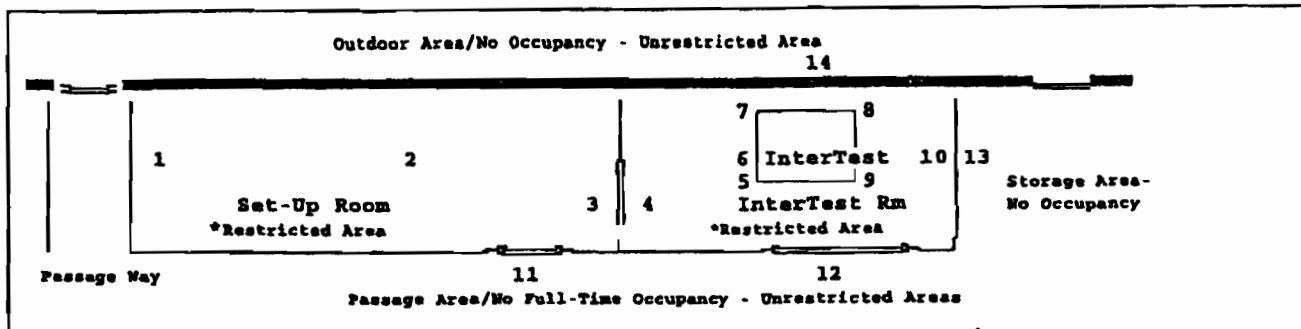 Outdoor Area/No Occupancy - Unrestricted Area
14
7 8
1 2 6 InterTest 10 13
5 9 Storage Area-
Set-Up Room 3 4 InterTest Rm No Occupancy
*Restricted Area *Restricted Area
Passage Way 11 12
Passage Area/No Full-Time Occupancy - Unrestricted Areas